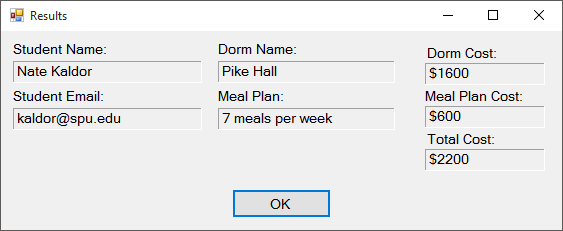 Results
Student Name:
Nate Kaldor
Student Email:
kaldor@spu.edu
Dorm Name:
Pike Hall
Meal Plan:
7 meals per week
Dorm Cost:
$1600
Meal Plan Cost:
$600
Total Cost:
$2200
OK